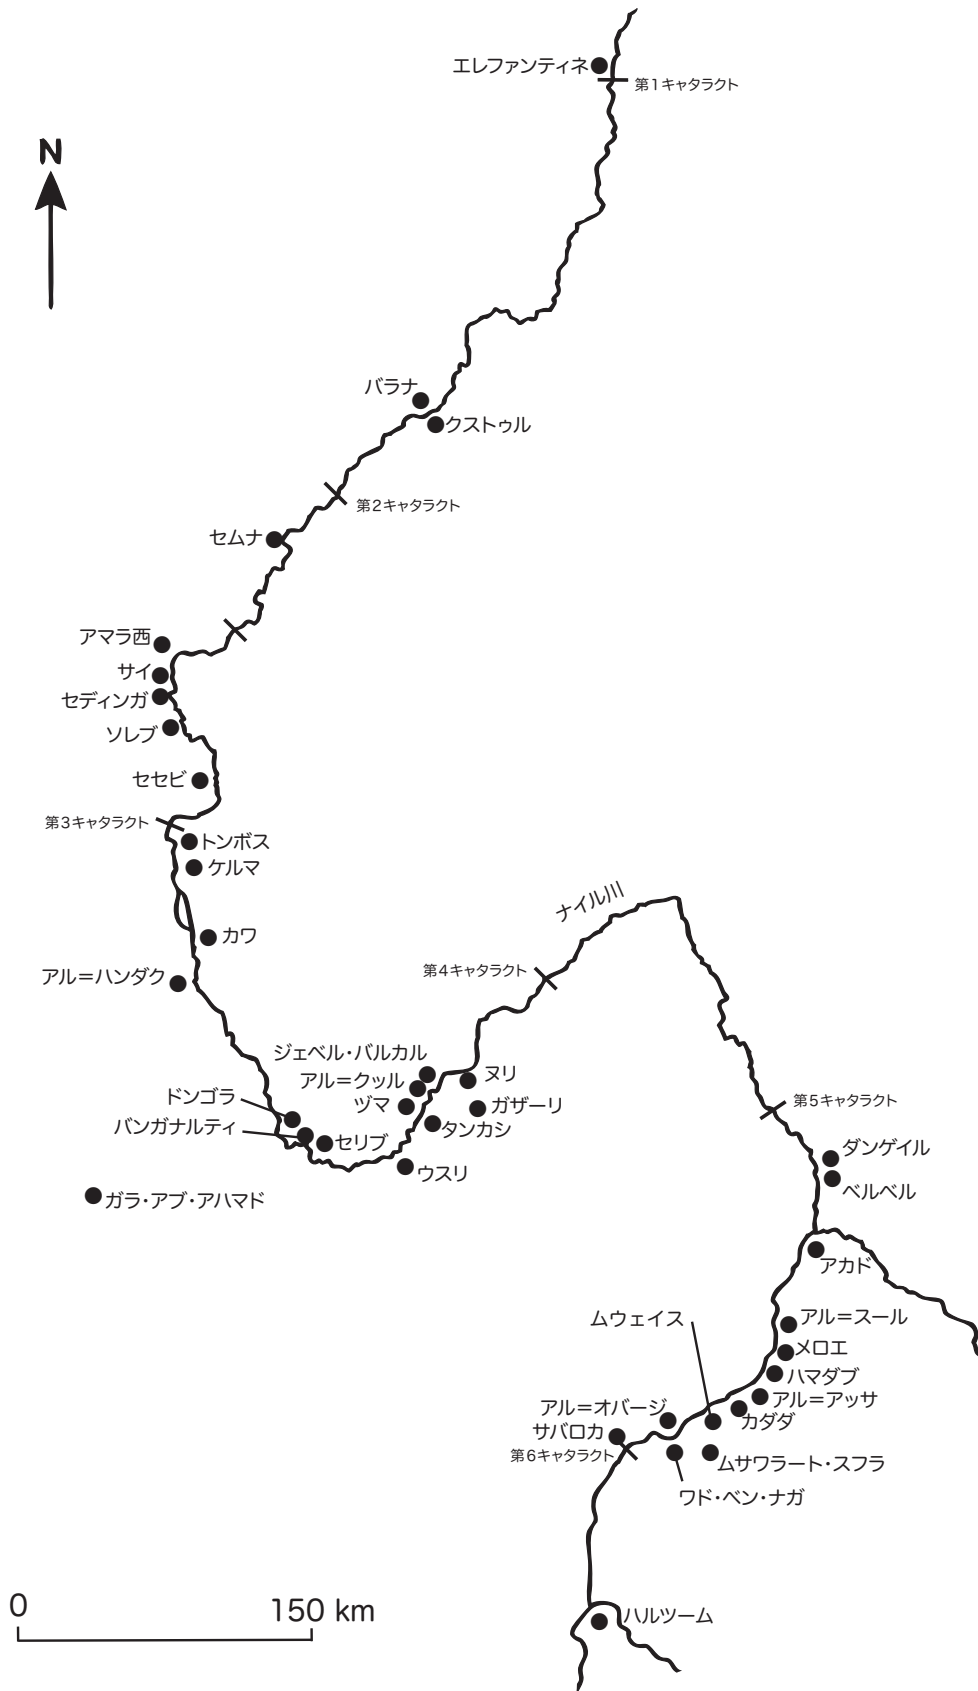 エレファンティネ
第1キャタラクト
N
バラナ
クストゥル
第2キャタラクト
セムナ
アマラ西
サイ
セディンガ
ソレブ
セセビ
第3キャタラクト
トンボス
ケルマ
ナイル川
カワ
第4キャタラクト
アル＝ハンダク
ジェベル・バルカル
アル＝クッル
ヌリ
ヅマ
ガザーリ
ドンゴラ
第5キャタラクト
バンガナルティ
タンカシ
セリブ
ダンゲイル
ウスリ
ベルベル
ガラ・アブ・アハマド
アカド
ムウェイス
アル＝スール
メロエ
ハマダブ
アル＝アッサ
アル＝オバージ
カダダ
サバロカ
第6キャタラクト
ムサワラート・スフラ
ワド・ベン・ナガ
0
150 km
ハルツーム